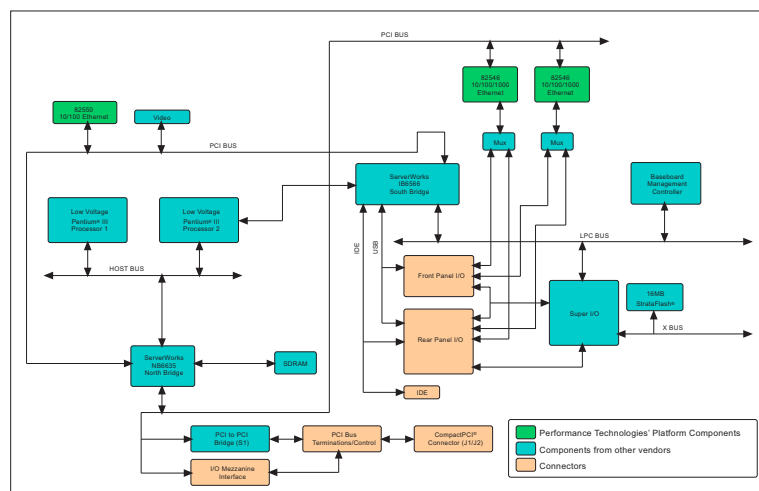 PCI BUS
82546
10/100/1000
Ethernet
82546
10/100/1000
Ethernet
82550
10/100 Ethernet
Video
Mux
Mux
PCI BUS
ServerWorks
IB6566
South Bridge
Baseboard
Management
Controller
Low Voltage
Pentium® III
Processor 1
Low Voltage
Pentium® III
Processor 2
IDE
USB
LPC BUS
HOST BUS
Front Panel I/O
16MB
StrataFlash®
Super I/O
X BUS
Rear Panel I/O
ServerWorks
NS6635
North Bridge
SDRAM
IDE
PCI to PCI
Bridge (S1)
PCI Bus
Terminations/Control
CompactPCI®
Connector (J1/J2)
I/O Mezzanine
Interface
Performance Technologies' Platform Components
Components from other vendors
Connectors